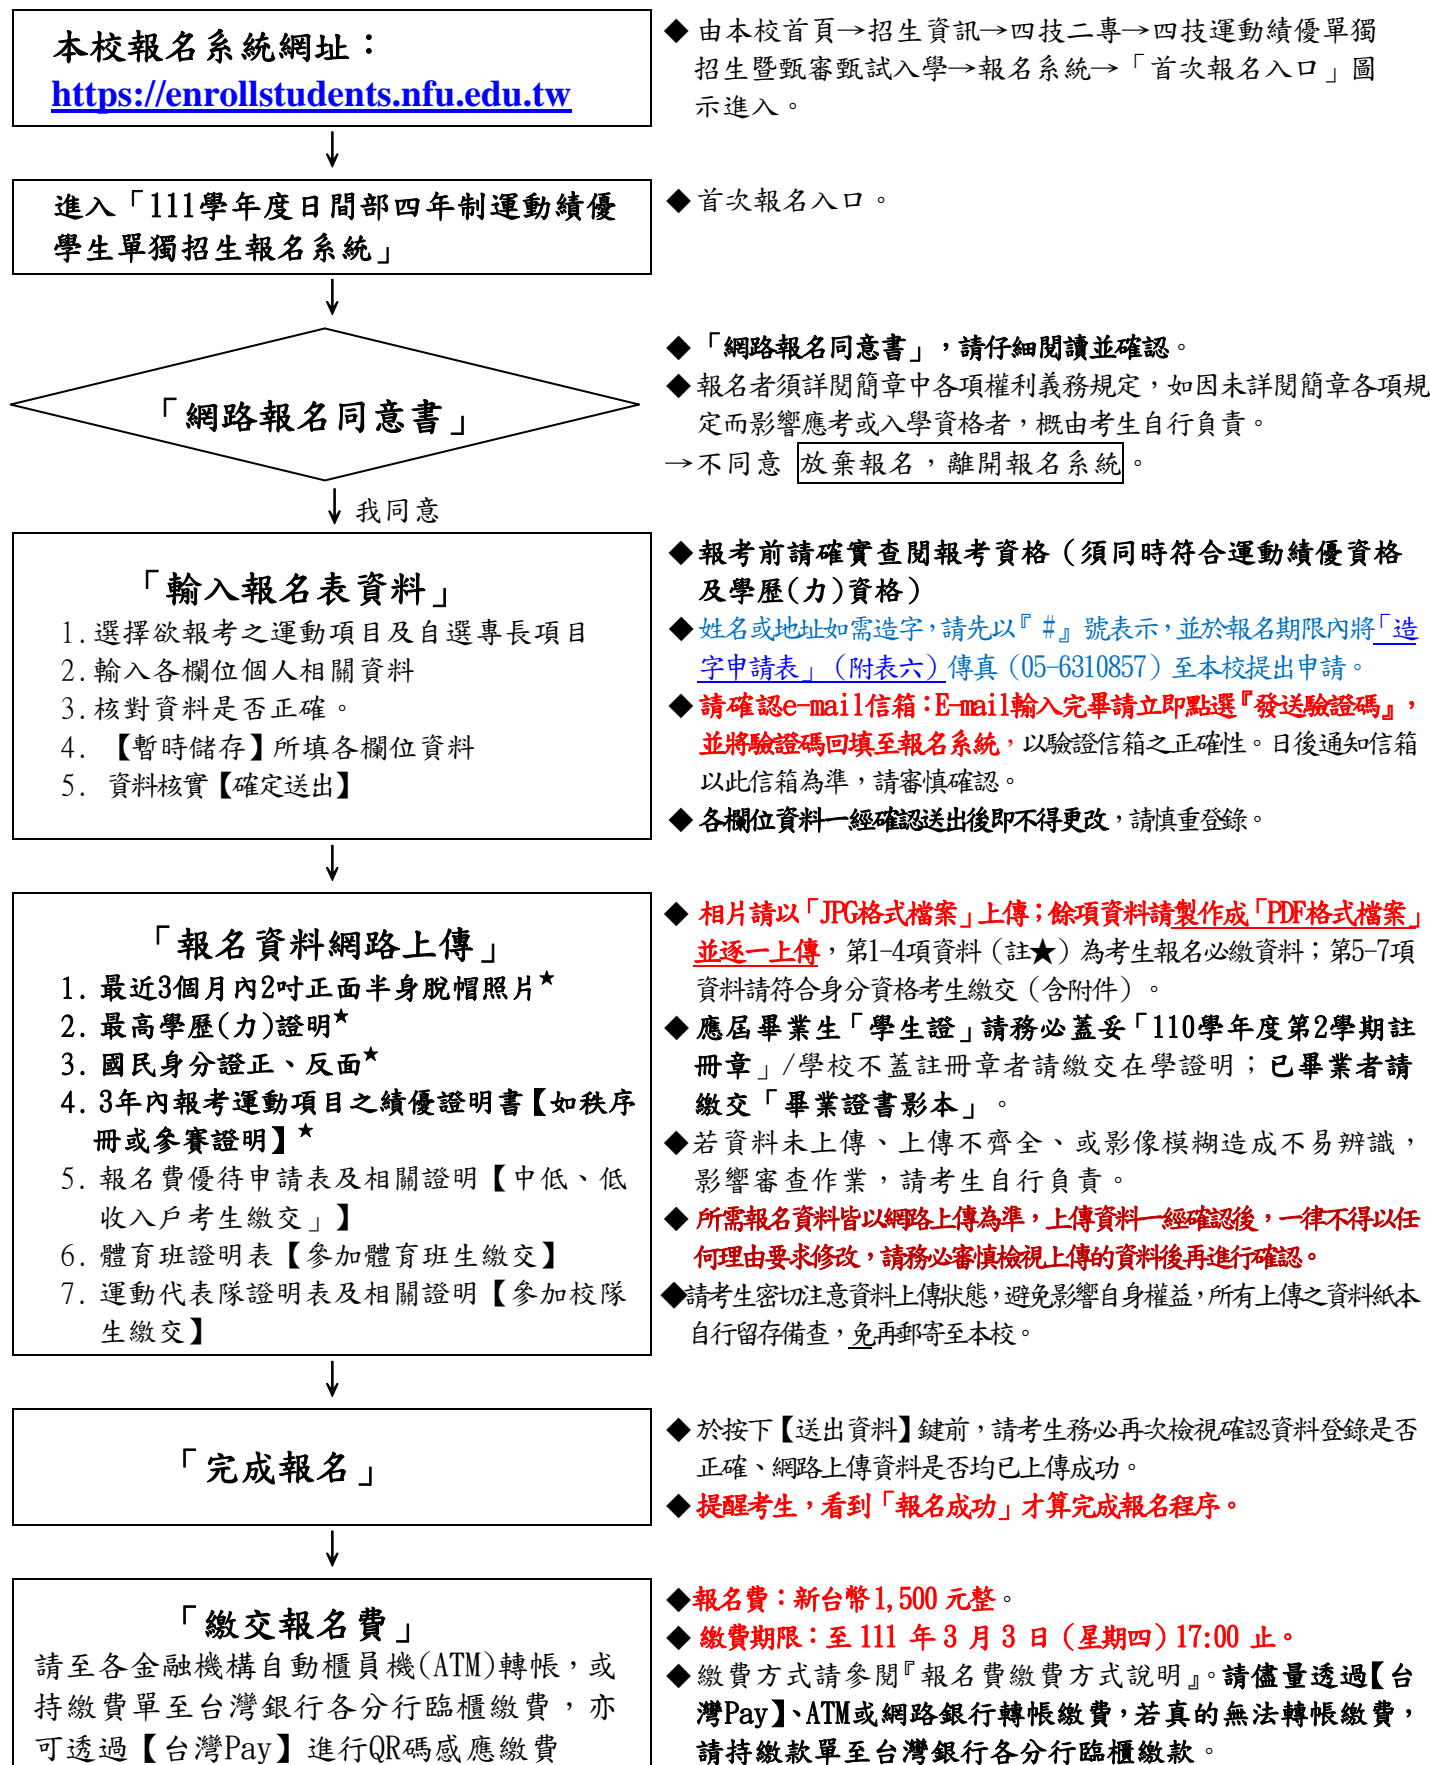 本校報名系統網址：
https://enrollstudents.nfu.edu.tw
◆ 由本校首頁→招生資訊→四技二專→四技運動績優單獨
招生暨甄審甄試入學→報名系統→「首次報名入口」圖
示進入。
↓
進入「111學年度日間部四年制運動績優
學生單獨招生報名系統」
◆ 首次報名入口。
↓
「網路報名同意書」
◆ 「網路報名同意書」，請仔細閱讀並確認。
◆ 報名者須詳閱簡章中各項權利義務規定，如因未詳閱簡章各項規
定而影響應考或入學資格者，概由考生自行負責。
→不同意 放棄報名，離開報名系統。
↓ 我同意
「輸入報名表資料」
1. 選擇欲報考之運動項目及自選專長項目
2. 輸入各欄位個人相關資料
3. 核對資料是否正確。
4. 【暫時儲存】所填各欄位資料
5. 資料核實【確定送出】
◆ 報考前請確實查閱報考資格（須同時符合運動績優資格
及學歷(力)資格）
◆ 姓名或地址如需造字，請先以『 #』號表示，並於報名期限內將「造
字申請表」（附表六）傳真（05-6310857）至本校提出申請。
◆ 請確認e-mail信箱：E-mail輸入完畢請立即點選『發送驗證碼』，
並將驗證碼回填至報名系統，以驗證信箱之正確性。日後通知信箱
以此信箱為準，請審慎確認。
◆ 各欄位資料一經確認送出後即不得更改，請慎重登錄。
↓
「報名資料網路上傳」
1. 最近3個月內2吋正面半身脫帽照片★
2. 最高學歷(力)證明★
3. 國民身分證正、反面★
4. 3年內報考運動項目之績優證明書【如秩序
冊或參賽證明】★
5. 報名費優待申請表及相關證明【中低、低
收入戶考生繳交」】
6. 體育班證明表【參加體育班生繳交】
7. 運動代表隊證明表及相關證明【參加校隊
生繳交】
◆ 相片請以「JPG格式檔案」上傳；餘項資料請製作成「PDF格式檔案」
並逐一上傳，第1-4項資料（註★）為考生報名必繳資料；第5-7項
資料請符合身分資格考生繳交（含附件）。
◆ 應屆畢業生「學生證」請務必蓋妥「110學年度第2學期註
冊章」/學校不蓋註冊章者請繳交在學證明；已畢業者請
繳交「畢業證書影本」。
◆若資料未上傳、上傳不齊全、或影像模糊造成不易辨識，
影響審查作業，請考生自行負責。
◆ 所需報名資料皆以網路上傳為準，上傳資料一經確認後，一律不得以任
何理由要求修改，請務必審慎檢視上傳的資料後再進行確認。
◆請考生密切注意資料上傳狀態，避免影響自身權益，所有上傳之資料紙本
自行留存備查，免再郵寄至本校。
↓
「完成報名」
◆ 於按下【送出資料】鍵前，請考生務必再次檢視確認資料登錄是否
正確、網路上傳資料是否均已上傳成功。
◆ 提醒考生，看到「報名成功」才算完成報名程序。
↓
「繳交報名費」
請至各金融機構自動櫃員機(ATM)轉帳，或
持繳費單至台灣銀行各分行臨櫃繳費，亦
可透過【台灣Pay】進行QR碼感應繳費
◆報名費：新台幣1,500 元整。
◆ 繳費期限：至 111 年 3 月 3 日（星期四）17:00 止。
◆ 繳費方式請參閱『報名費繳費方式說明』。請儘量透過【台
灣Pay】、ATM或網路銀行轉帳繳費，若真的無法轉帳繳費，
請持繳款單至台灣銀行各分行臨櫃繳款。